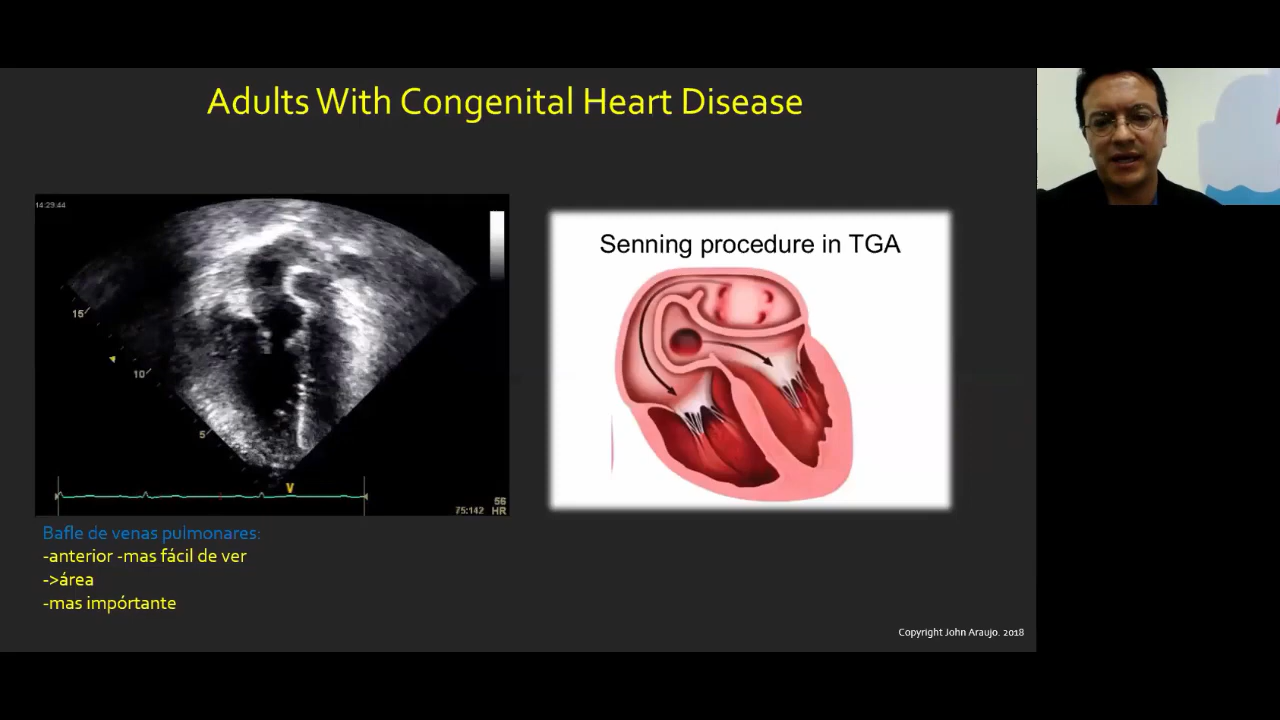 Adults With Congenital Heart Disease
14:29:44
15
10
5
V
75:142
56
HR
Senning procedure in TGA
Bafle de venas pulmonares:
-anterior -mas fácil de ver
->área
-mas impórtante
Copyright John Araujo. 2018